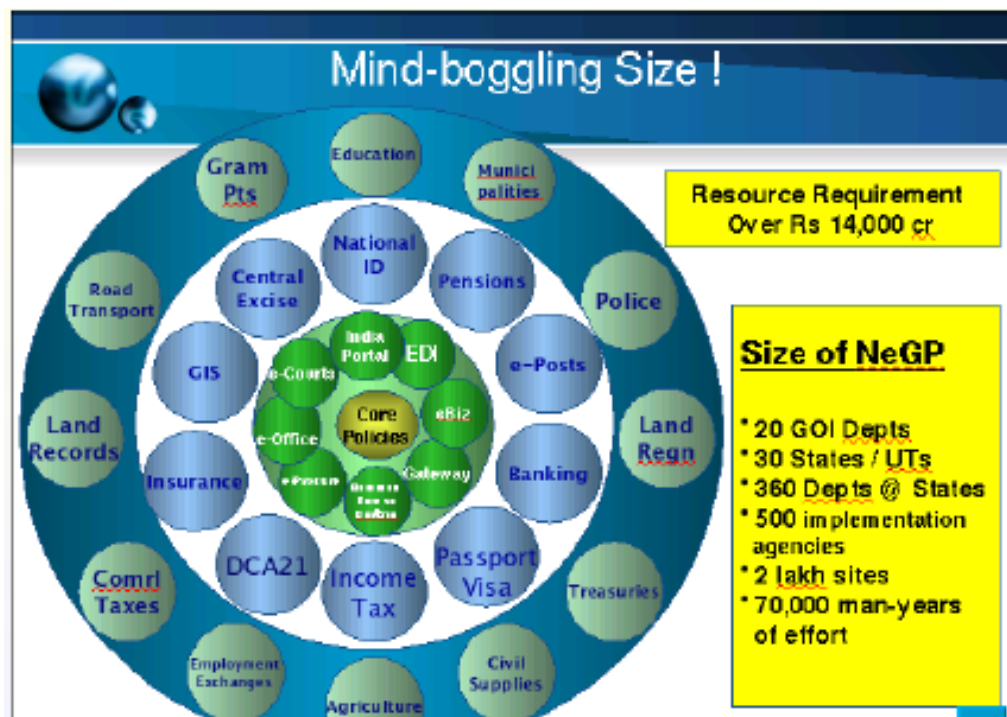 Mind-boggling Size !
Education
Gram
Pts
Munici
palities
Resource Requirement
Over Rs 14,000 cr
National
ID
Central
Excise
Pensions
Road
Transport
Police
India
Portal
EDI
Size of NeGP
GIS
e-Courts
e-Posts
eBiz
Core
Policies
Land
Records
e-Office
Land
Regn
• 20 GOI Depts
• 30 States / UTs
• 360 Depts @ States
• 500 implementation
agencies
• 2 lakh sites
• 70,000 man-years
of effort
Insurance
Gateway
Banking
DCA21
Income
Tax
Passport
Visa
Comrl
Taxes
Treasuries
Employment
Exchanges
Agriculture
Civil
Supplies